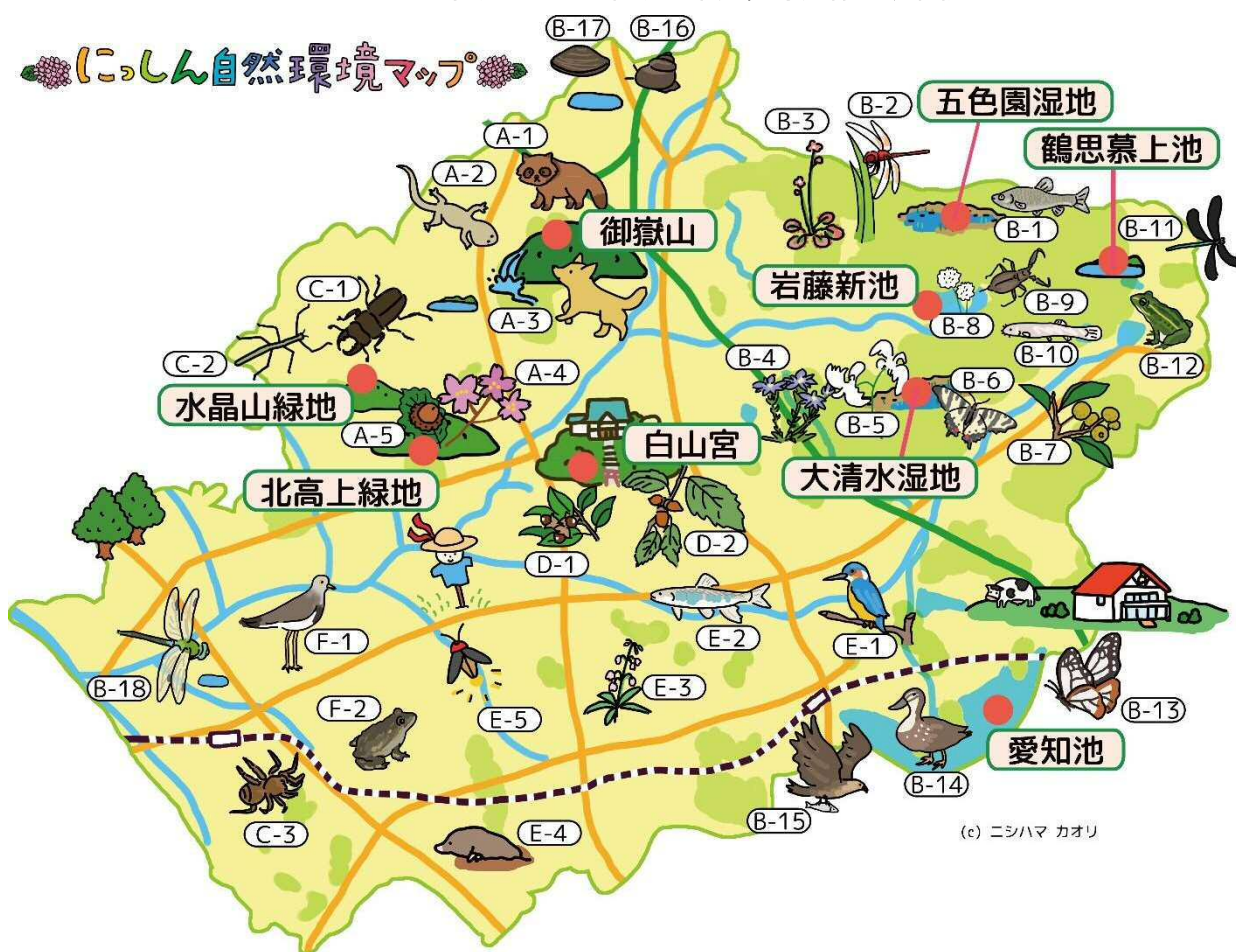 にっしん自然環境マップ
B-17
B-16
五色園湿地
B-2
B-3
鶴思慕上池
A-1
A-2
B-1
B-11
御嶽山
岩藤新池
C-1
A-3
B-9
B-8
B-10
B-12
C-2
B-4
A-4
B-6
水晶山緑地
B-5
A-5
白山宮
B-7
北高上緑地
大清水湿地
D-2
D-1
F-1
E-2
E-1
B-18
E-3
F-2
E-5
B-13
愛知池
B-14
B-15
C-3
E-4
(c) ニシハマ カオリ